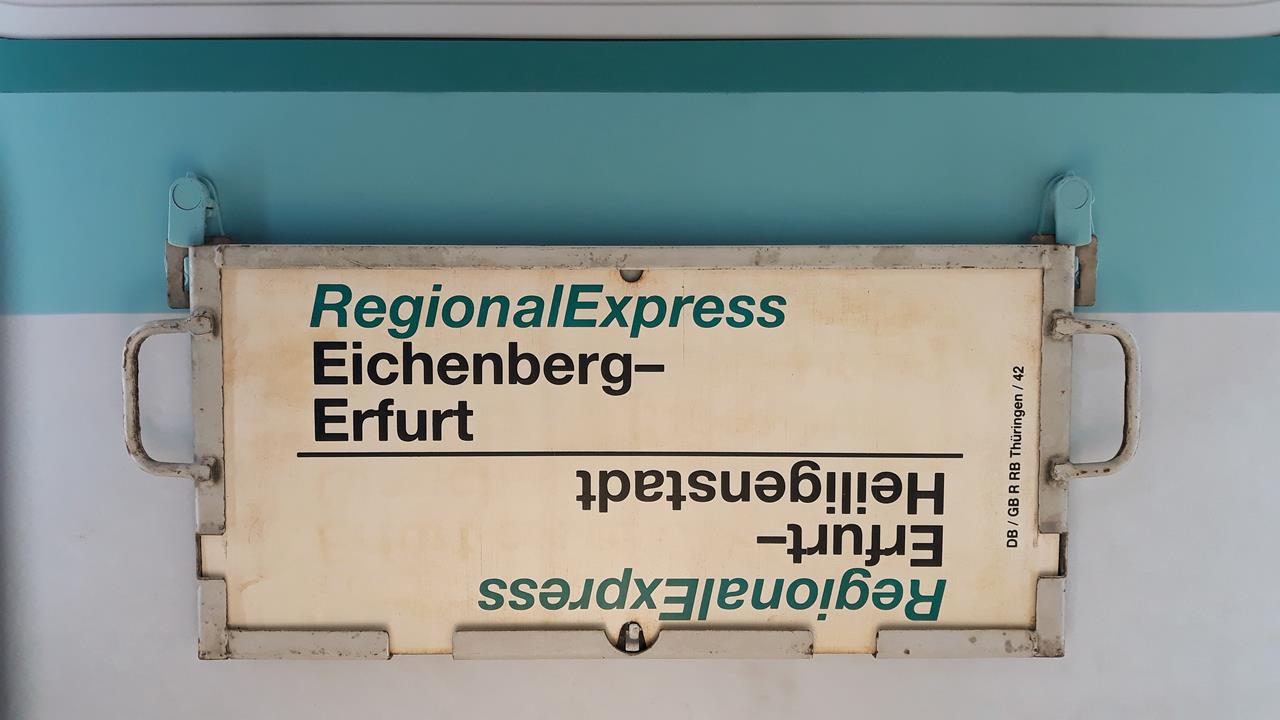 RegionalExpress
Eichenberg–
Erfurt
RegionalExpress
Erfurt–
Heiligenstadt
DB / GB R RB Thüringen / 42